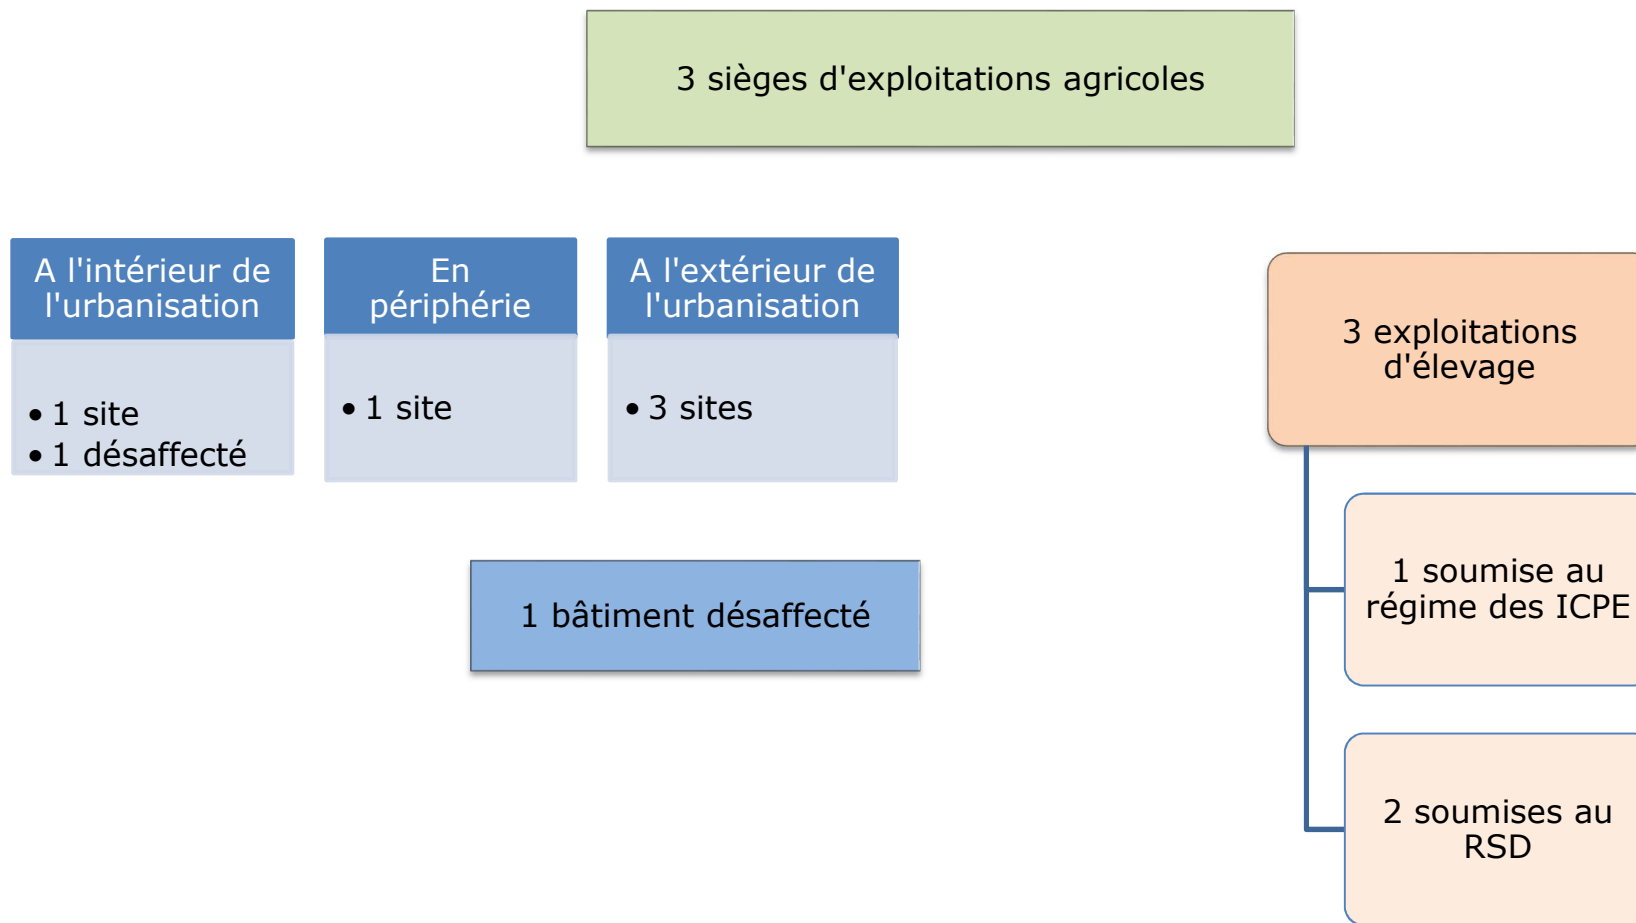 3 sièges d'exploitations agricoles
A l'intérieur de
l'urbanisation
• 1 site
• 1 désaffecté
En
périphérie
• 1 site
A l'extérieur de
l'urbanisation
• 3 sites
1 bâtiment désaffecté
3 exploitations
d'élevage
1 soumise au
régime des ICPE
2 soumises au
RSD